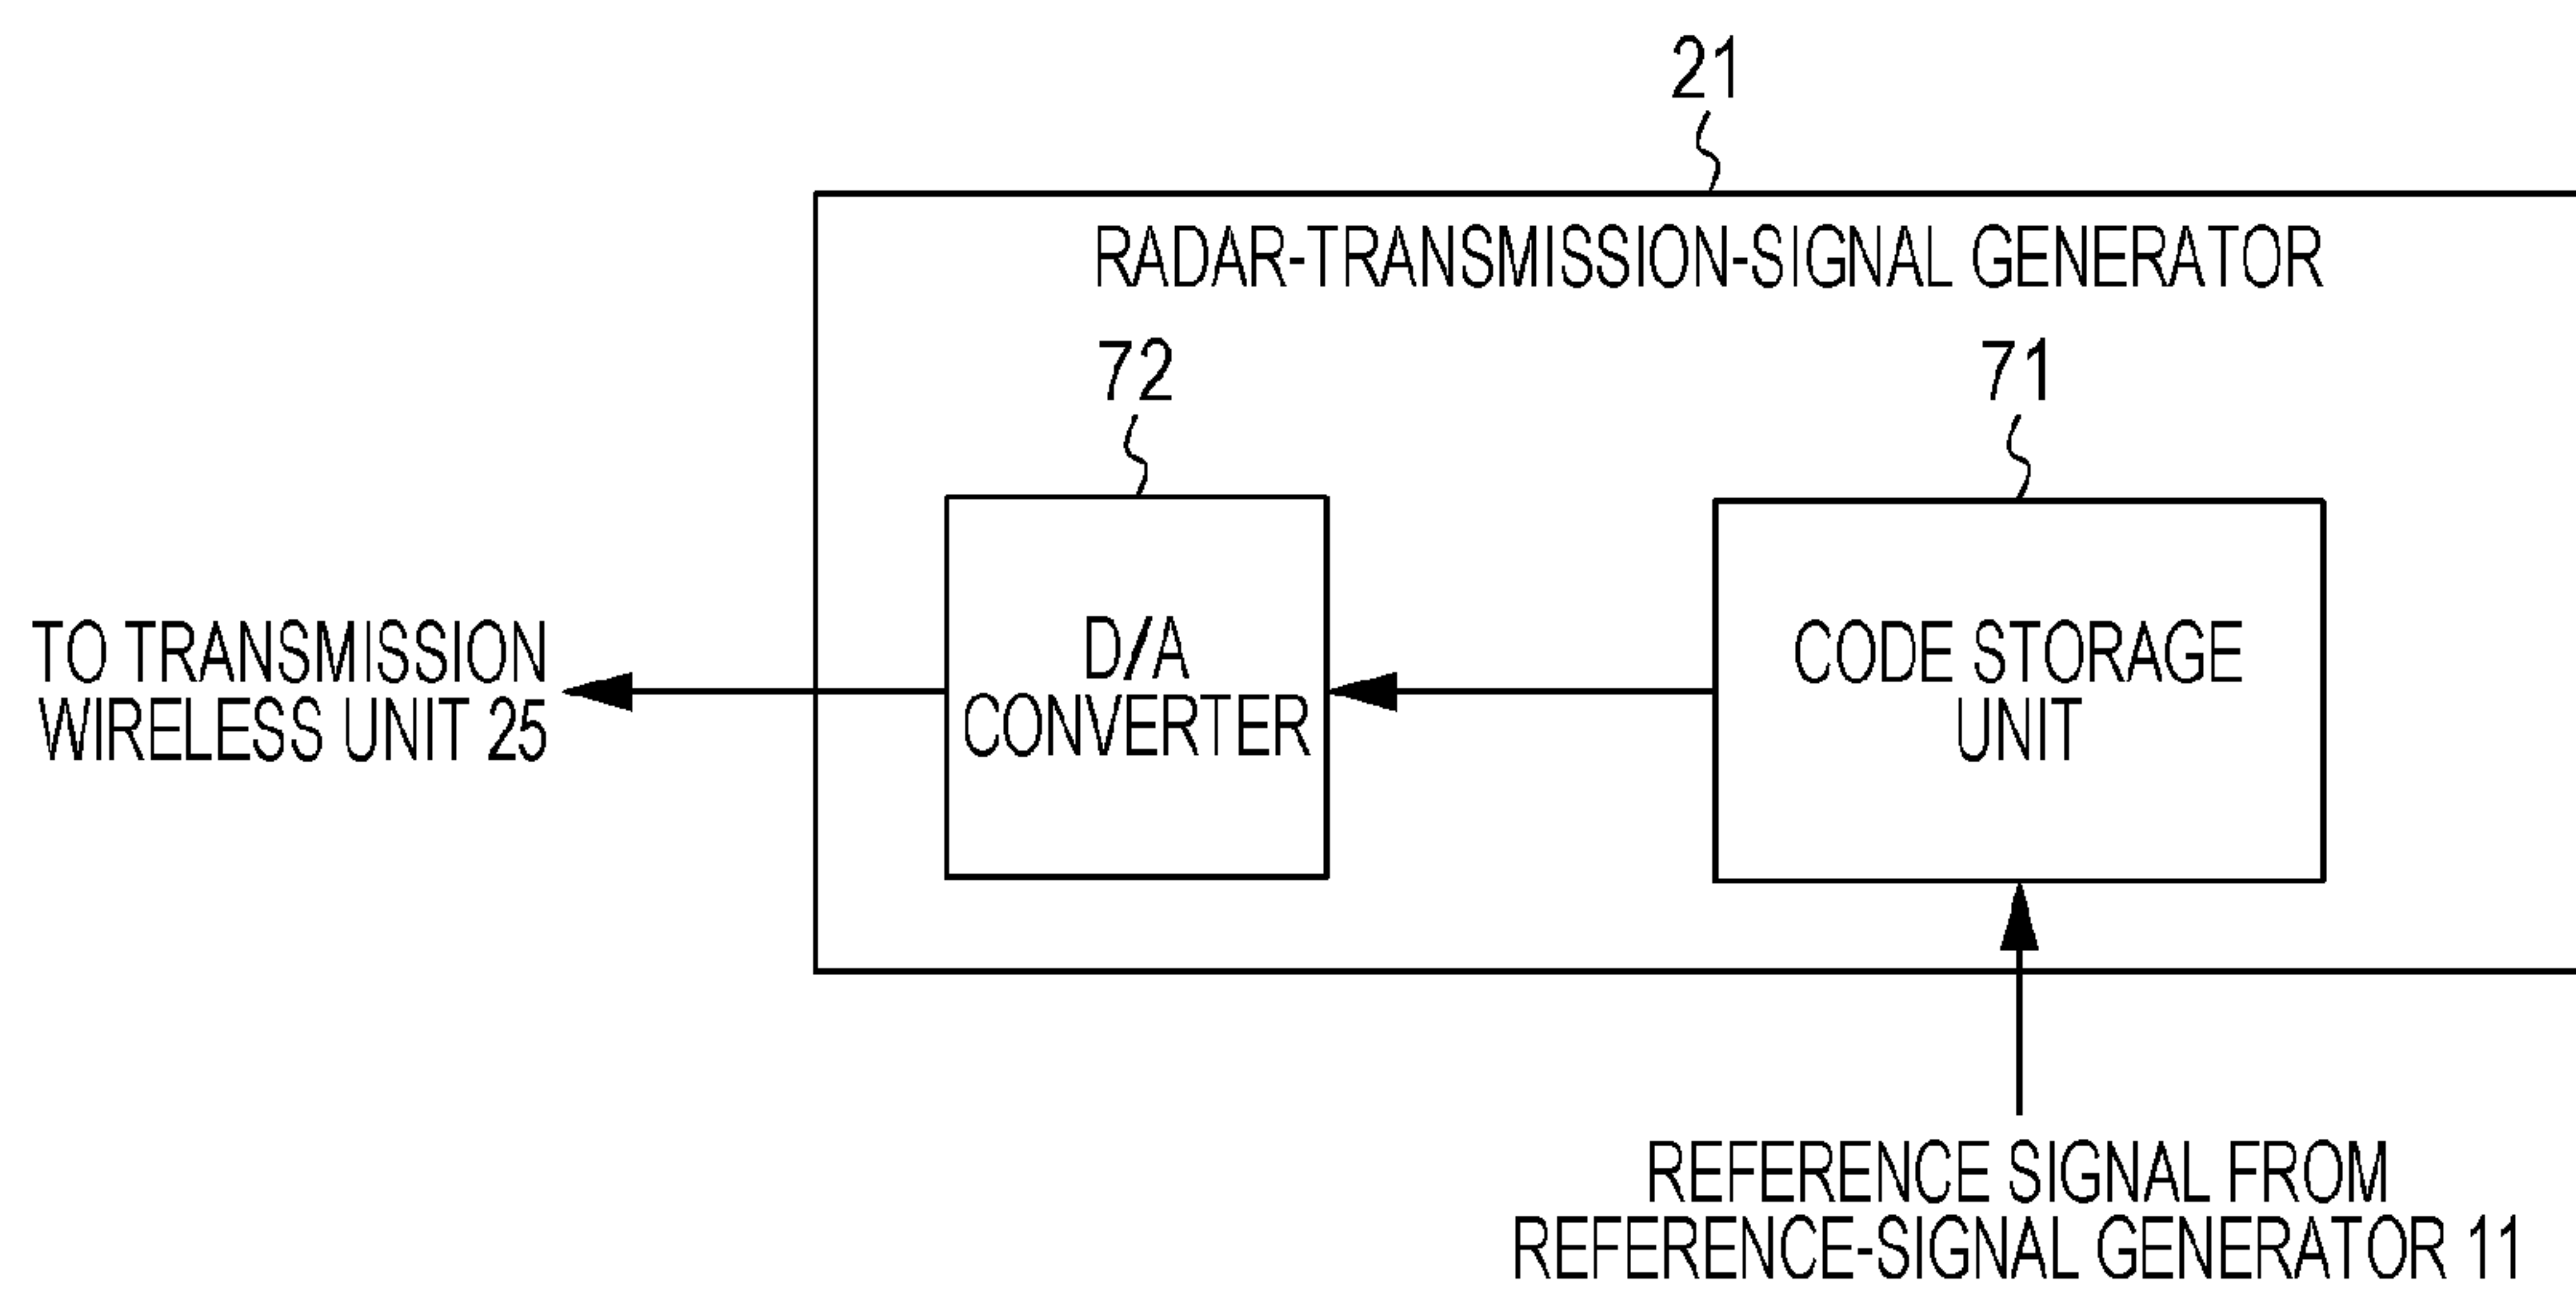 21
RADAR-TRANSMISSION-SIGNAL GENERATOR
72
71
D/A
CONVERTER
CODE STORAGE
UNIT
TO TRANSMISSION
WIRELESS UNIT 25
REFERENCE SIGNAL FROM
REFERENCE-SIGNAL GENERATOR 11